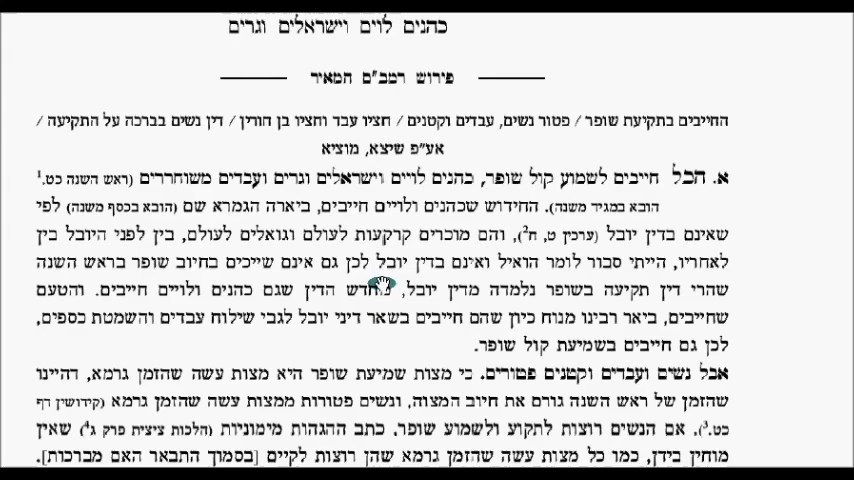 כהנים לוים וישראלים וגרים
פירוש רמב"ם המאיר
החייבים בתקיעת שופר / פטור נשים, עבדים וקטנים / חציו עבד וחציו בן חורין / דין נשים בברכה על התקיעה /
אע"פ שיצא, מוציא
א. הכל חייבים לשמוע קול שופר, כהנים לויים וישראלים וגרים ועבדים משוחררים (ראש השנה כט.1
הובא במגיד משנה). החידוש שכהנים ולויים חייבים, ביארה הגמרא שם (הובא בכסף משנה) לפי
שאינם בדין יובל (ערכין ט, ח2), והם מוכרים קרקעות לעולם וגואלים לעולם, בין לפני היובל בין
לאחריו, הייתי סבור לומר הואיל ואינם בדין יובל לכן גם אינם שייכים בחיוב שופר בראש השנה
שהרי דין תקיעה בשופר נלמדה מדין יובל, הדין שגם כהנים ולויים חייבים. והטעם
שחייבים, ביאר רבינו מנוח כיון שהם חייבים בשאר דיני יובל לגבי שילוח עבדים והשמטת כספים,
לכן גם חייבים בשמיעת קול שופר.
אבל נשים ועבדים וקטנים פטורים. כי מצות שמיעת שופר היא מצות עשה שהזמן גרמא, דהיינו
שהזמן של ראש השנה גורם את חיוב המצוה, ונשים פטורות ממצות עשה שהזמן גרמא (קידושין דף
כט.3). אם הנשים רוצות לתקוע ולשמוע שופר, כתב ההגהות מימוניות (הלכות ציצית פרק ג4) שאין
מוחין בידן, כמו כל מצות עשה שהזמן גרמא שהן רוצות לקיים [בסמוך התבאר האם מברכות].